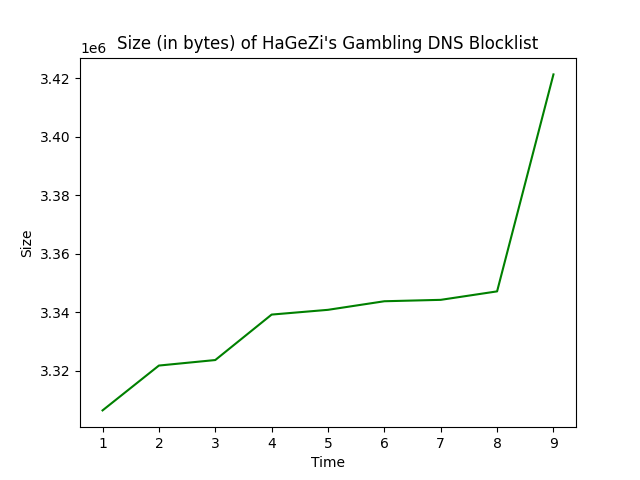 Size (in bytes) of HaGeZi's Gambling DNS Blocklist
1e6
3.42
3.40
3.38
3.36
3.34
3.32
Size
1 2 3 4 5 6 7 8 9
Time